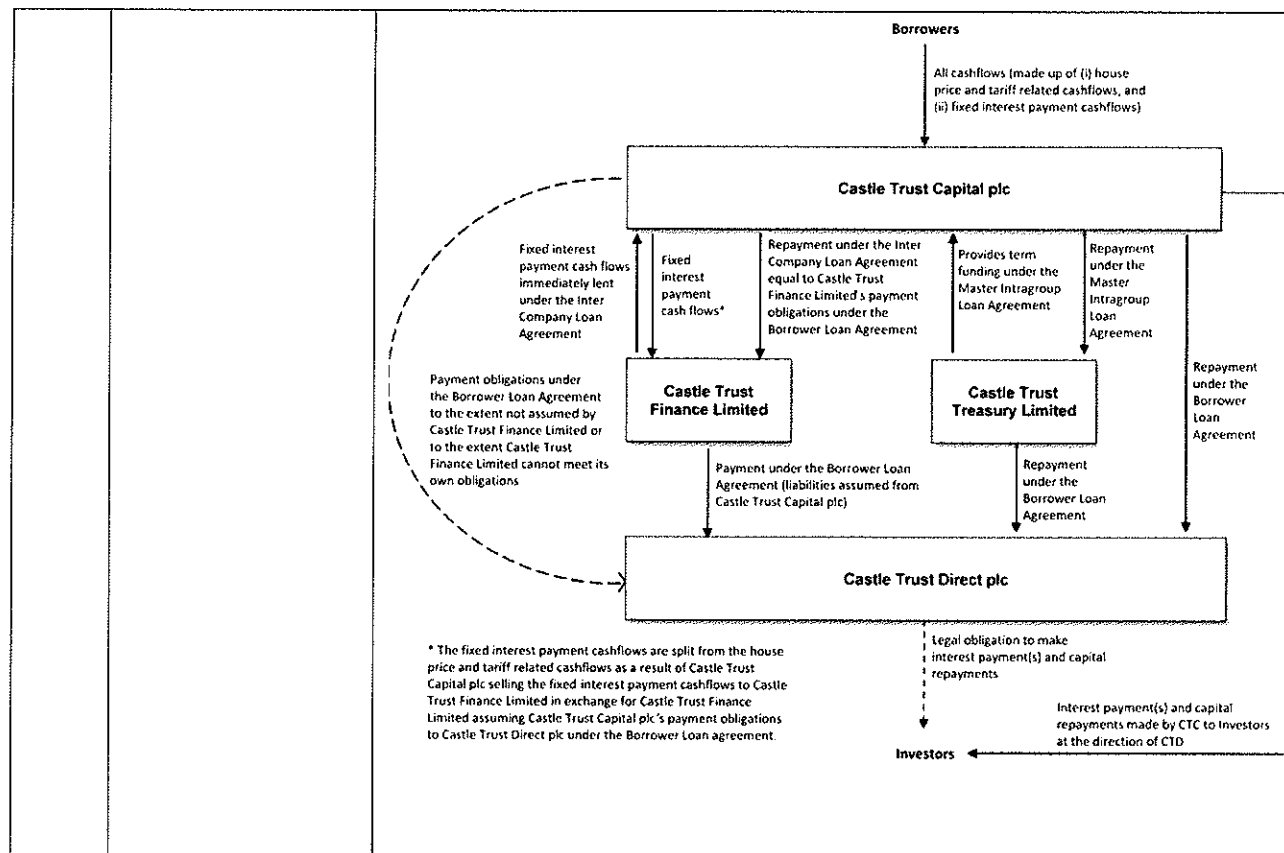 Borrowers
All cashflows (made up of (i) house
price and tariff related cashflows, and
(ii) fixed interest payment cashflows)
Castle Trust Capital plc
Fixed interest
payment cash flows
immediately lent
under the Inter
Company Loan
Agreement
Fixed
interest
payment
cash flows*
Repayment under the Inter
Company Loan Agreement
equal to Castle Trust
Finance Limited's payment
obligations under the
Borrower Loan Agreement
Provides term
funding under the
Master Intragroup
Loan Agreement
Repayment
under the
Master
Intragroup
Loan
Agreement
Repayment
under the
Borrower
Loan
Agreement
Castle Trust
Finance Limited
Castle Trust
Treasury Limited
Payment obligations under
the Borrower Loan Agreement
to the extent not assumed by
Castle Trust Finance Limited or
to the extent Castle Trust
Finance Limited cannot meet its
own obligations
Payment under the Borrower Loan
Agreement (liabilities assumed from
Castle Trust Capital plc)
Repayment
under the
Borrower Loan
Agreement
Castle Trust Direct plc
* The fixed interest payment cashflows are split from the house
price and tariff related cashflows as a result of Castle Trust
Capital plc selling the fixed interest payment cashflows to Castle
Trust Finance Limited in exchange for Castle Trust Finance
Limited assuming Castle Trust Capital plc's payment obligations
to Castle Trust Direct plc under the Borrower Loan agreement.
Legal obligation to make
interest payment(s) and capital
repayments
Interest payment(s) and capital
repayments made by CTC to Investors
at the direction of CTD
Investors